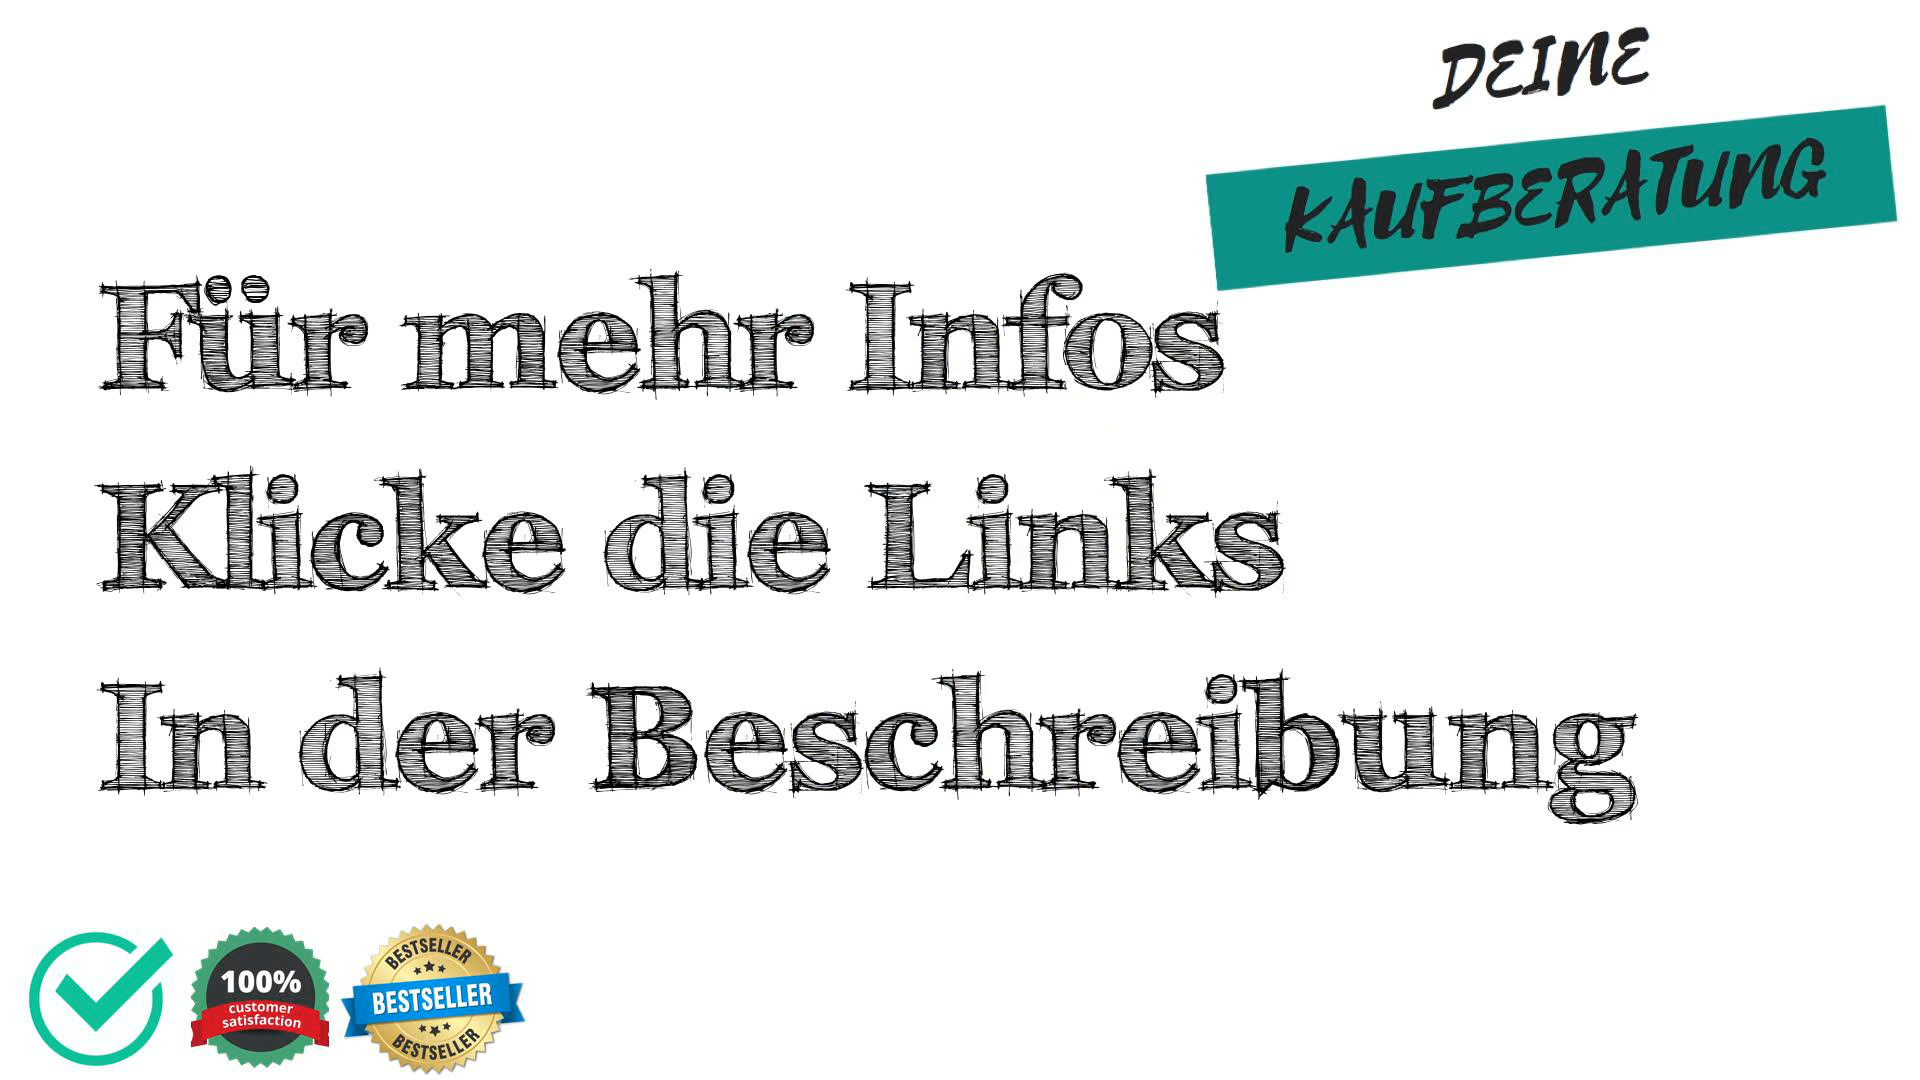 DEINE
KAUFBERATUNG
Für mehr Infos
Klicke die Links
In der Beschreibung
100%
customer
satisfaction
BESTSELLER
BESTSELLER
BESTSELLER